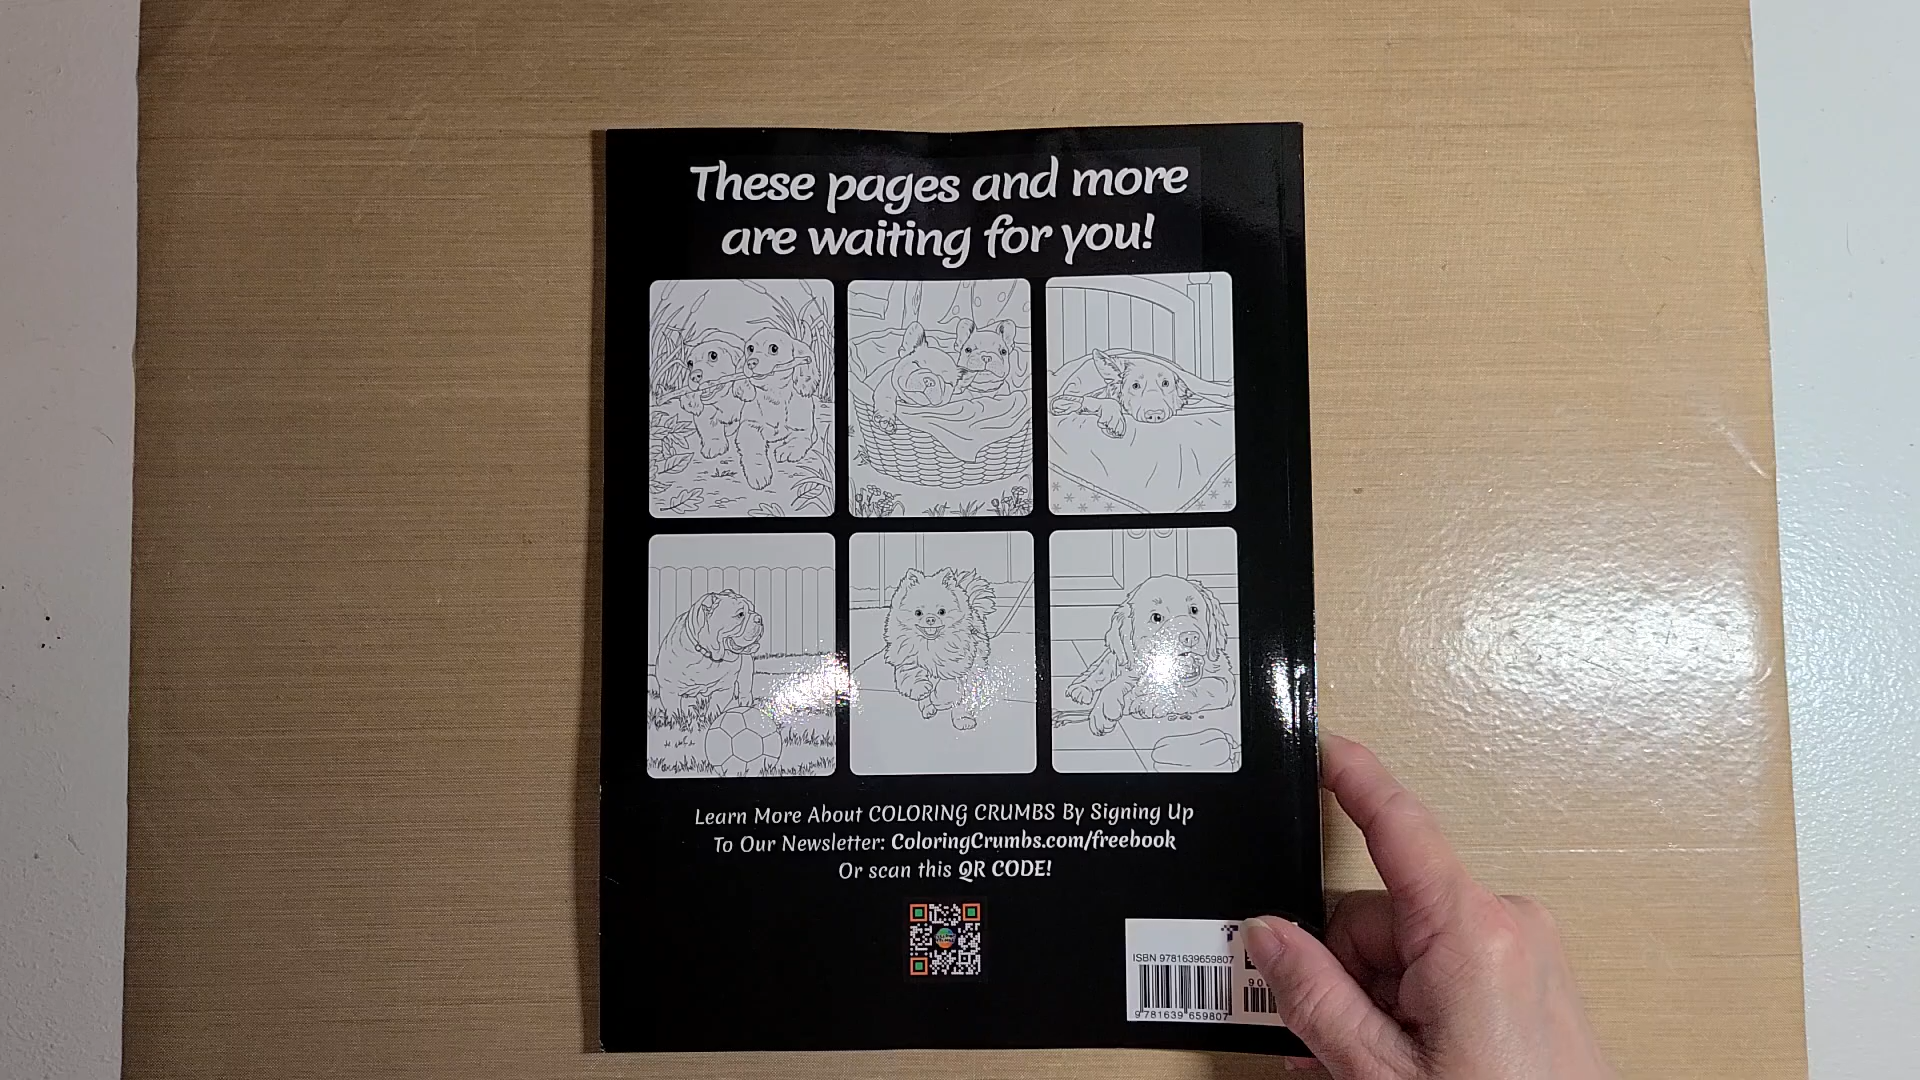 These pages and more
are waiting for you!
Learn More About COLORING CRUMBS By Signing Up
To Our Newsletter: ColoringCrumbs.com/freebook
Or scan this QR CODE!
ISBN 9781639659807
9 781639 659807